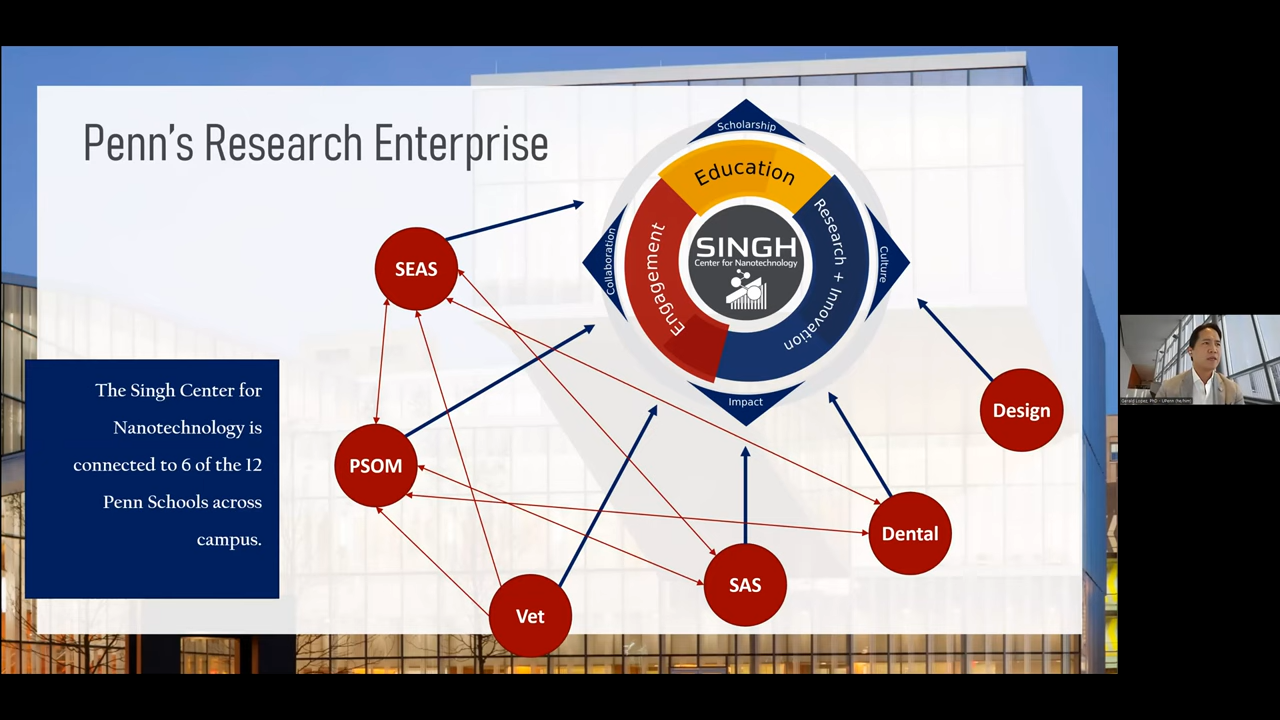 Penn's Research Enterprise
Scholarship
Education
Collaboration
Engagement
SINGH
Center for Nanotechnology
Research + Innovation
Culture
Impact
SEAS
PSOM
Vet
SAS
Dental
Design
The Singh Center for
Nanotechnology is
connected to 6 of the 12
Penn Schools across
campus.